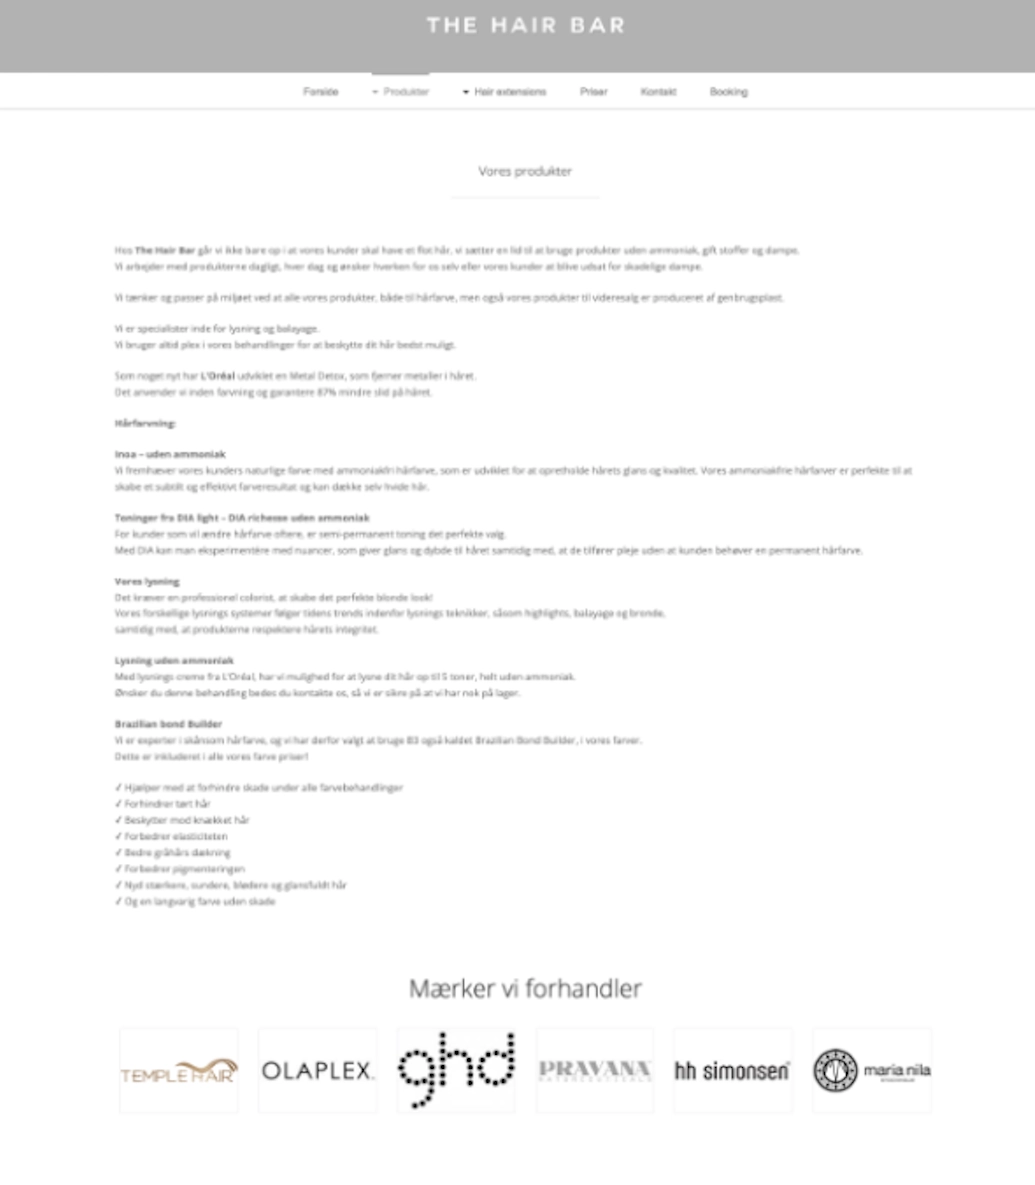 THE HAIR BAR
Forside Produkter Hair extensions Priser Kontakt Booking
Vores produkter
Hos The Hair Bar går vi ikke bare op i at vores kunder skal have et flot hår, vi sætter en lid til at bruge produkter uden ammoniak, gift stoffer og dampe.
Vi arbejder med produkterne dagligt, hver dag og ønsker hverken for os selv eller vores kunder at blive udsat for skadelige dampe.
Vi tænker og passer på miljøet ved at alle vores produkter, både til hårfarve, men også vores produkter til videresalg er produceret af genbrugsplast.
Vi er specialister inde for lysning og balayage.
Vi bruger altid plex i vores behandlinger for at beskytte dit hår bedst muligt.
Som noget nyt har L'Oréal udviklet en Metal Detox, som fjerner metaller i håret.
Det anvender vi inden farvning og garantere 87% mindre slid på håret.
Hårfarvning:
Inoa – uden ammoniak
Vi fremhæver vores kunders naturlige farve med ammoniakfri hårfarve, som er udviklet for at opretholde hårets glans og kvalitet. Vores ammoniakfrie hårfarver er perfekte til at
skabe et subtilt og effektivt farveresultat og kan dække selv hvide hår.
Toninger fra DIA light – DIA richesse uden ammoniak
For kunder som vil ændre hårfarve oftere, er semi-permanent toning det perfekte valg.
Med DIA kan man eksperimentére med nuancer, som giver glans og dybde til håret samtidig med, at de tilfører pleje uden at kunden behøver en permanent hårfarve.
Vores lysning
Det kræver en professionel colorist, at skabe det perfekte blonde look!
Vores forskellige lysnings systemer følger tidens trends indenfor lysnings teknikker, såsom highlights, balayage og bronde,
samtidig med, at produkterne respektere hårets integritet.
Lysning uden ammoniak
Med lysnings creme fra L'Oréal, har vi mulighed for at lysne dit hår op til 5 toner, helt uden ammoniak.
Ønsker du denne behandling bedes du kontakte os, så vi er sikre på at vi har nok på lager.
Brazilian bond Builder
Vi er experter i skånsom hårfarve, og vi har derfor valgt at bruge B3 også kaldet Brazilian Bond Builder, i vores farver.
Dette er inkluderet i alle vores farve priser!
✓ Hjælper med at forhindre skade under alle farvebehandlinger
✓ Forhindrer tørt hår
✓ Beskytter mod knækket hår
✓ Forbedrer elasticiteten
✓ Bedre gråhårs dækning
✓ Forbedrer pigmenteringen
✓ Nyd stærkere, sundere, blødere og glansfuldt hår
✓ Og en langvarig farve uden skade
Mærker vi forhandler
TEMPLE HAIR OLAPLEX. ghd PRAVANA hh simonsen maria nila